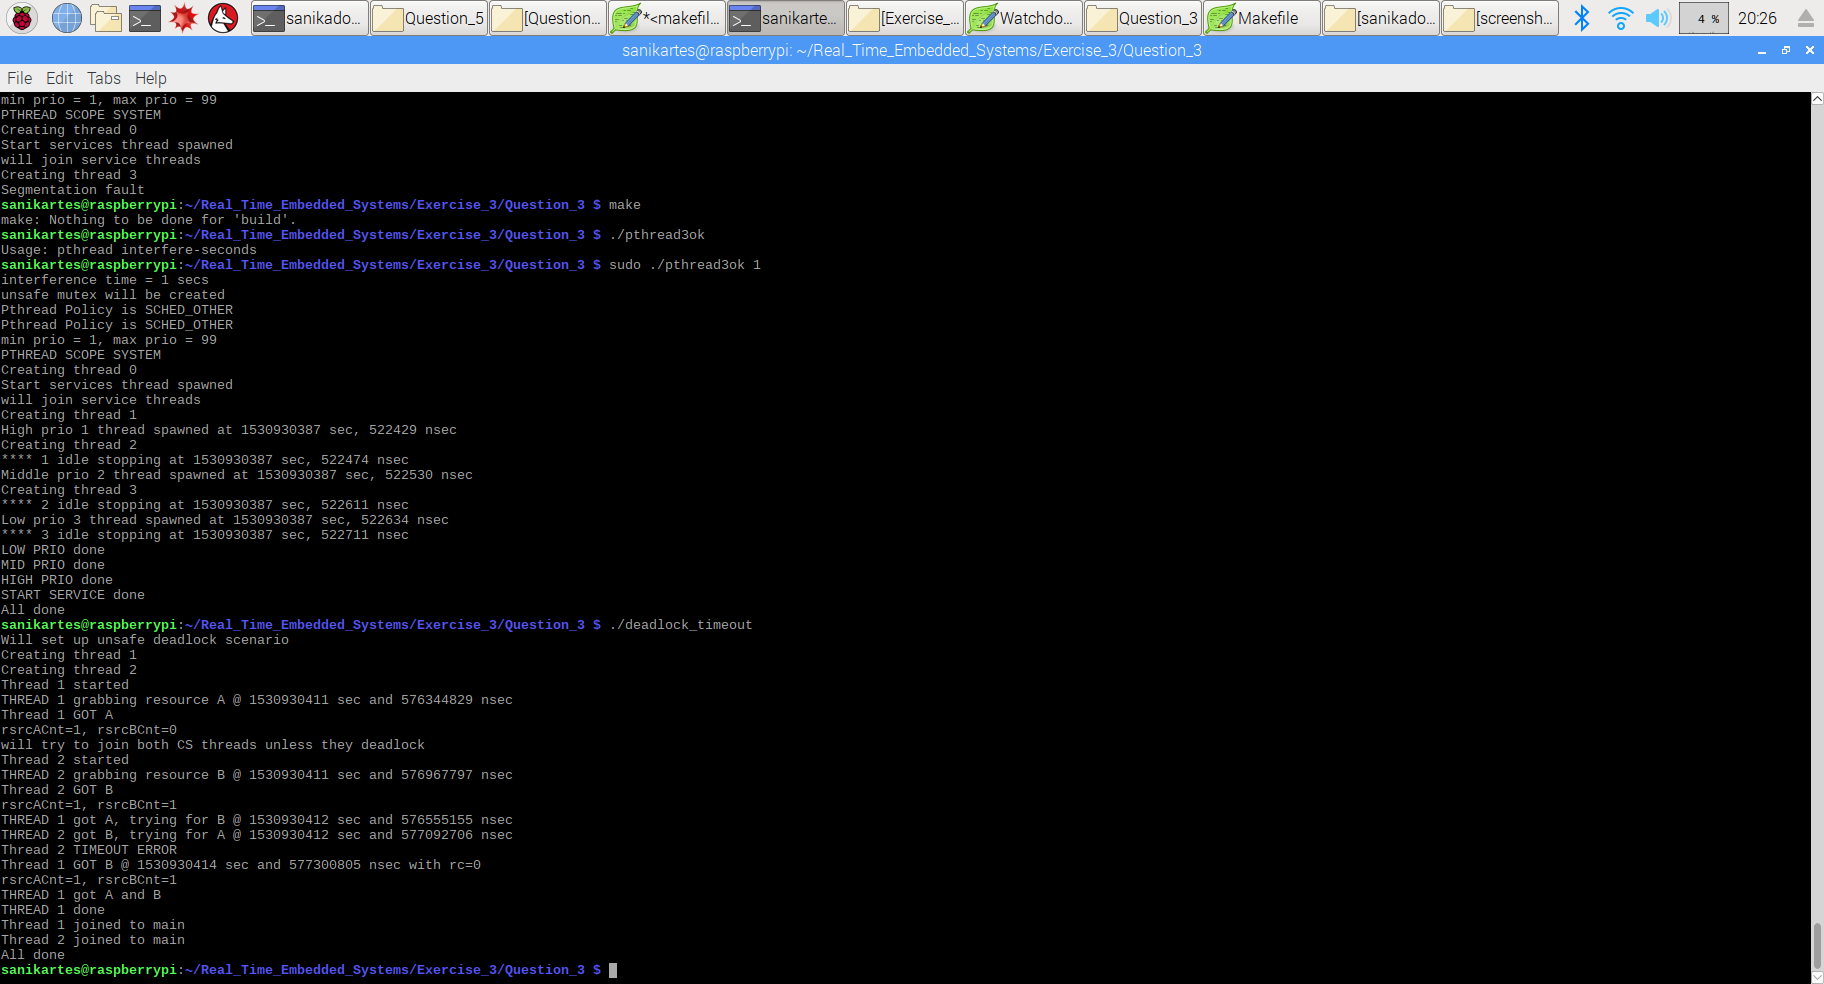 sanikado...
Question_5
[Question...
*<makefil...
sanikarte...
[Exercise_...
Watchdo...
Question_3
Makefile
[sanikado...
[screensh...
4 %
20:26
sanikartes@raspberrypi: ~/Real_Time_Embedded_Systems/Exercise_3/Question_3
File Edit Tabs Help
min prio = 1, max prio = 99
PTHREAD SCOPE SYSTEM
Creating thread 0
Start services thread spawned
will join service threads
Creating thread 3
Segmentation fault
sanikartes@raspberrypi:~/Real_Time_Embedded_Systems/Exercise_3/Question_3 $ make
make: Nothing to be done for 'build'.
sanikartes@raspberrypi:~/Real_Time_Embedded_Systems/Exercise_3/Question_3 $ ./pthread3ok
Usage: pthread interfere-seconds
sanikartes@raspberrypi:~/Real_Time_Embedded_Systems/Exercise_3/Question_3 $ sudo ./pthread3ok 1
interference time = 1 secs
unsafe mutex will be created
Pthread Policy is SCHED_OTHER
Pthread Policy is SCHED_OTHER
min prio = 1, max prio = 99
PTHREAD SCOPE SYSTEM
Creating thread 0
Start services thread spawned
will join service threads
Creating thread 1
High prio 1 thread spawned at 1530930387 sec, 522429 nsec
Creating thread 2
**** 1 idle stopping at 1530930387 sec, 522474 nsec
Middle prio 2 thread spawned at 1530930387 sec, 522530 nsec
Creating thread 3
**** 2 idle stopping at 1530930387 sec, 522611 nsec
Low prio 3 thread spawned at 1530930387 sec, 522634 nsec
**** 3 idle stopping at 1530930387 sec, 522711 nsec
LOW PRIO done
MID PRIO done
HIGH PRIO done
START SERVICE done
All done
sanikartes@raspberrypi:~/Real_Time_Embedded_Systems/Exercise_3/Question_3 $ ./deadlock_timeout
Will set up unsafe deadlock scenario
Creating thread 1
Creating thread 2
Thread 1 started
THREAD 1 grabbing resource A @ 1530930411 sec and 576344829 nsec
Thread 1 GOT A
rsrcACnt=1, rsrcBCnt=0
will try to join both CS threads unless they deadlock
Thread 2 started
THREAD 2 grabbing resource B @ 1530930411 sec and 576967797 nsec
Thread 2 GOT B
rsrcACnt=1, rsrcBCnt=1
THREAD 1 got A, trying for B @ 1530930412 sec and 576555155 nsec
THREAD 2 got B, trying for A @ 1530930412 sec and 577092706 nsec
Thread 2 TIMEOUT ERROR
Thread 1 GOT B @ 1530930414 sec and 577300805 nsec with rc=0
rsrcACnt=1, rsrcBCnt=1
THREAD 1 got A and B
THREAD 1 done
Thread 1 joined to main
Thread 2 joined to main
All done
sanikartes@raspberrypi:~/Real_Time_Embedded_Systems/Exercise_3/Question_3 $